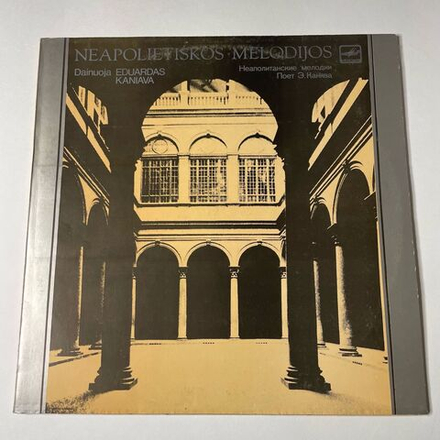 NEAPOLIETIŠKOS MELODIJOS
Dainuoja EDUARDAS
KANIAVA
Неаполитанские мелодии
Поет Э. Канява